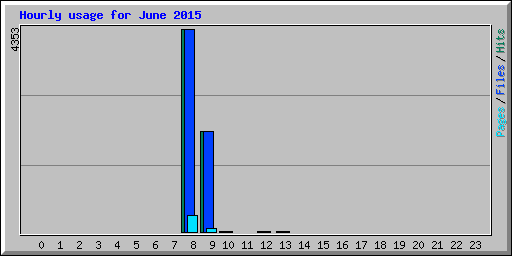 Hourly usage for June 2015
4353
Pages/Files/Hits
0 1 2 3 4 5 6 7 8 9 10 11 12 13 14 15 16 17 18 19 20 21 22 23